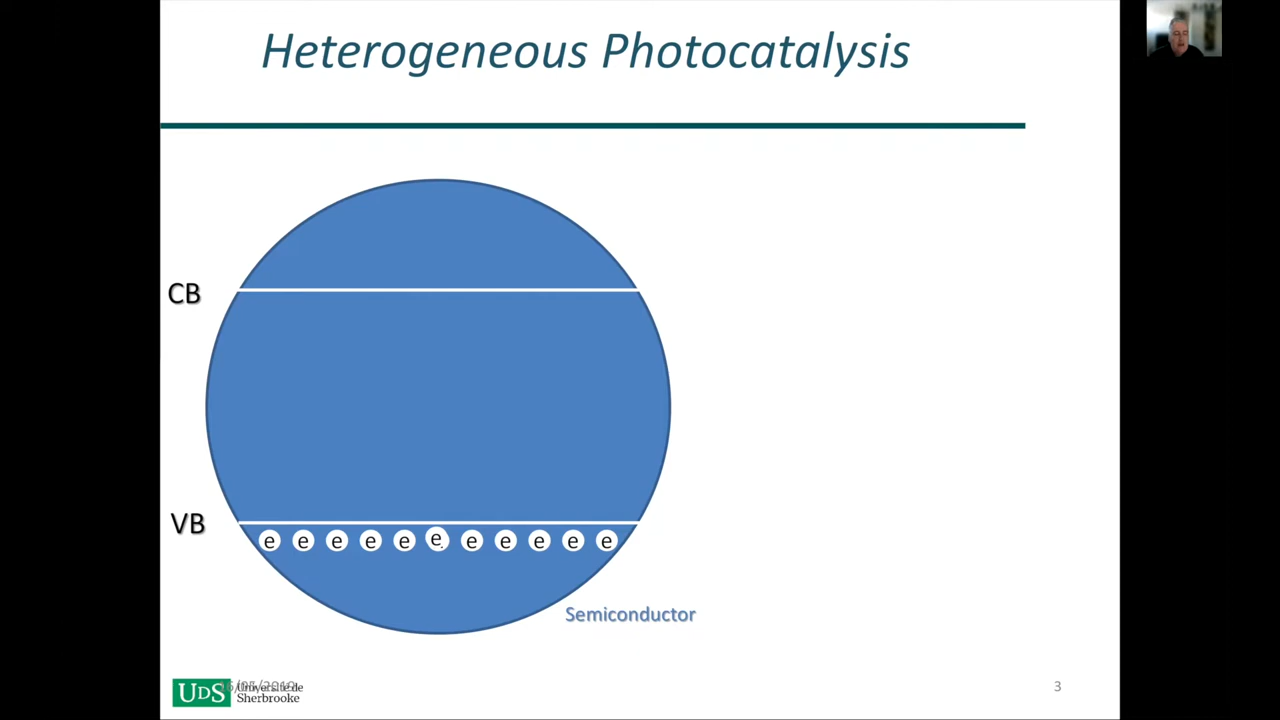 Heterogeneous Photocatalysis
CB
VB
e e e e e e e e e e e
Semiconductor
UDS
Université de
Sherbrooke
3